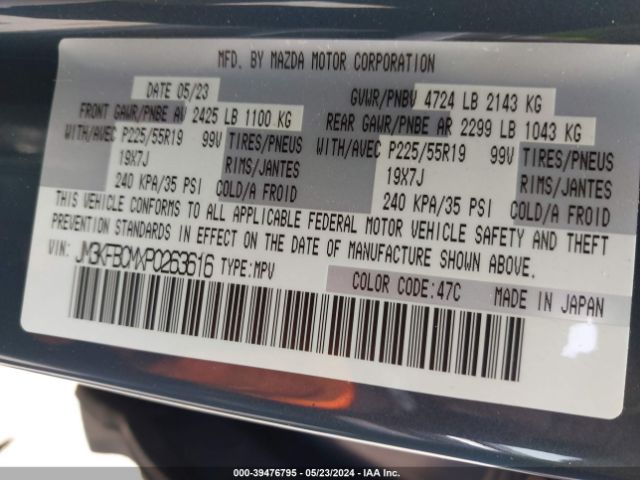 MFD. BY MAZDA MOTOR CORPORATION
DATE 05/23 GVWR/PNBV 4724 LB 2143 KG
FRONT GAWR/PNBE AV 2425 LB 1100 KG REAR GAWR/PNBE AR 2299 LB 1043 KG
WITH/AVEC P225/55R19 99V TIRES/PNEUS WITH/AVEC P225/55R19 99V TIRES/PNEUS
19X7J RIMS/JANTES 19X7J RIMS/JANTES
240 KPA/35 PSI COLD/A FROID 240 KPA/35 PSI COLD/A FROID
THIS VEHICLE CONFORMS TO ALL APPLICABLE FEDERAL MOTOR VEHICLE SAFETY AND THEFT
PREVENTION STANDARDS IN EFFECT ON THE DATE OF MANUFACTURE SHOWN ABOVE.
VIN: JM3KFBCMXP0263616 TYPE:MPV
COLOR CODE:47C MADE IN JAPAN
000-39476795 - 05/23/2024 - IAA Inc.